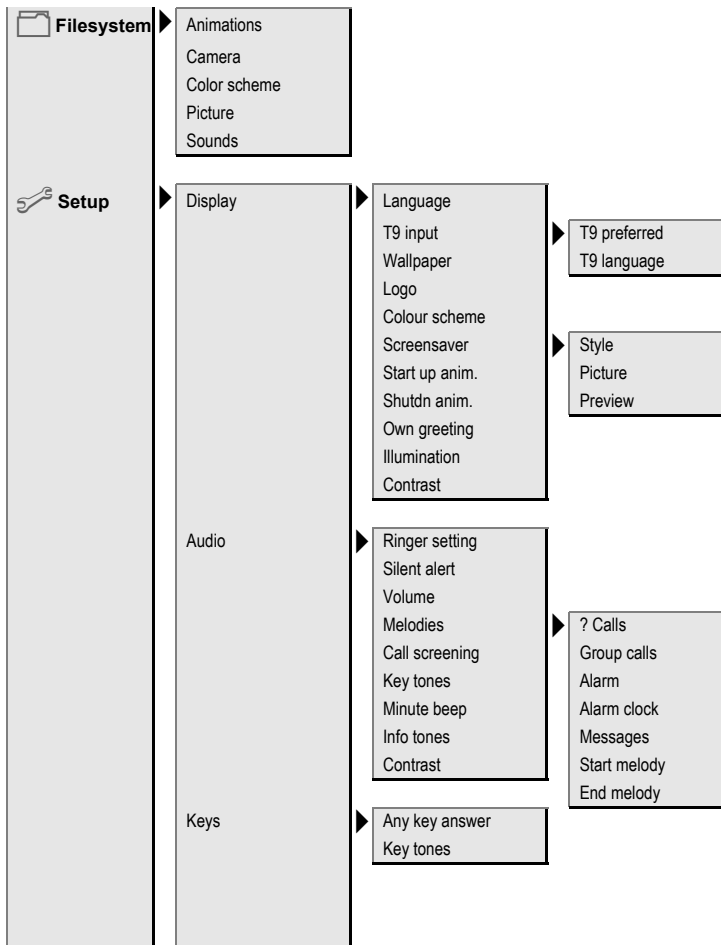 Filesystem
Animations
Camera
Color scheme
Picture
Sounds
Setup
Display
Language
T9 input
Wallpaper
Logo
Colour scheme
Screensaver
Start up anim.
Shutdn anim.
Own greeting
Illumination
Contrast
T9 preferred
T9 language
Style
Picture
Preview
Audio
Ringer setting
Silent alert
Volume
Melodies
Call screening
Key tones
Minute beep
Info tones
Contrast
? Calls
Group calls
Alarm
Alarm clock
Messages
Start melody
End melody
Keys
Any key answer
Key tones